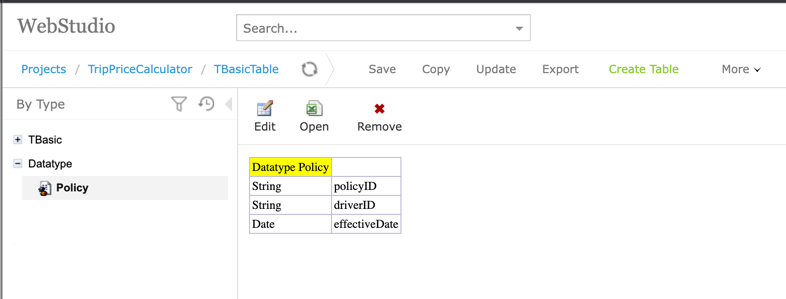 WebStudio
Search...
Projects / TripPriceCalculator / TBasicTable
Save Copy Update Export Create Table More
By Type
TBasic
Datatype
Policy
Edit Open Remove
Datatype Policy
String policyID
String driverID
Date effectiveDate